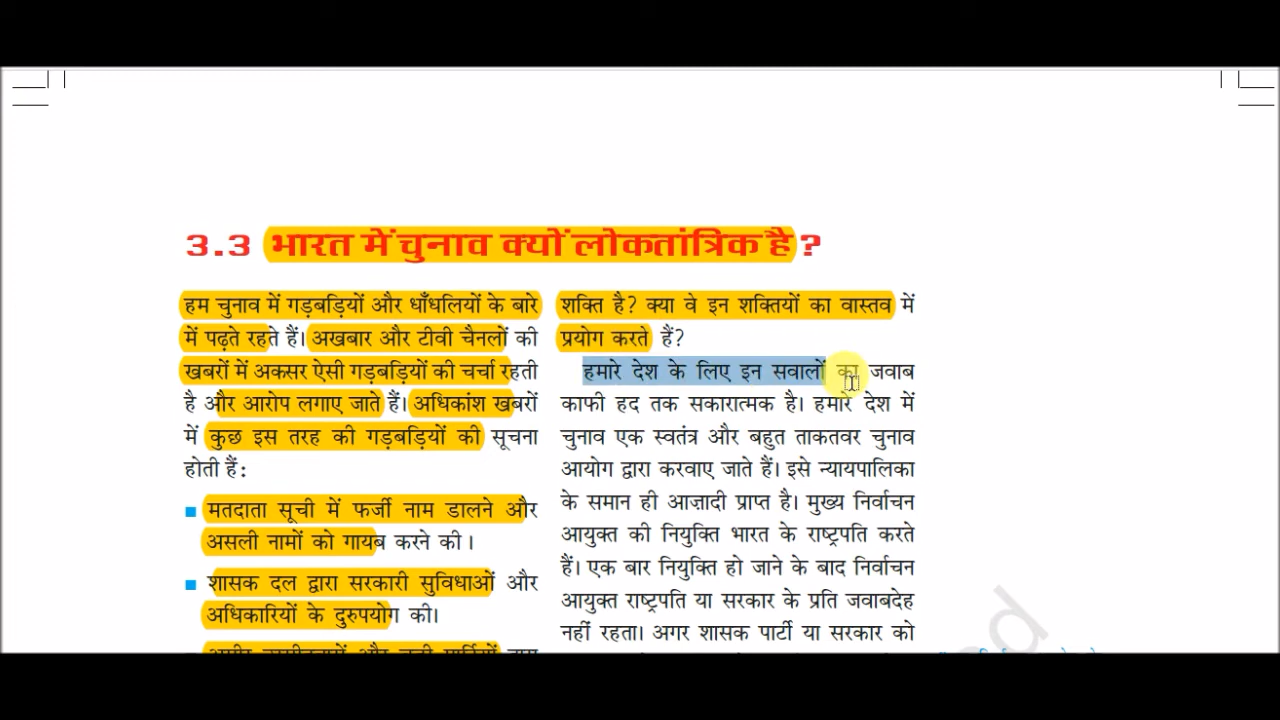 3.3 भारत में चुनाव क्यों लोकतांत्रिक है?
हम चुनाव में गड़बड़ियों और धाँधलियों के बारे
में पढ़ते रहते हैं। अखबार और टीवी चैनलों की
खबरों में अकसर ऐसी गड़बड़ियों की चर्चा रहती
है और आरोप लगाए जाते हैं। अधिकांश खबरों
में कुछ इस तरह की गड़बड़ियों की सूचना
होती हैं:
■ मतदाता सूची में फर्जी नाम डालने और
असली नामों को गायब करने की ।
■ शासक दल द्वारा सरकारी सुविधाओं और
अधिकारियों के दुरुपयोग की।
शक्ति है? क्या वे इन शक्तियों का वास्तव में
प्रयोग करते हैं?
हमारे देश के लिए इन सवालों का जवाब
काफी हद तक सकारात्मक है। हमारे देश में
चुनाव एक स्वतंत्र और बहुत ताकतवर चुनाव
आयोग द्वारा करवाए जाते हैं। इसे न्यायपालिका
के समान ही आज़ादी प्राप्त है। मुख्य निर्वाचन
आयुक्त की नियुक्ति भारत के राष्ट्रपति करते
हैं। एक बार नियुक्ति हो जाने के बाद निर्वाचन
आयुक्त राष्ट्रपति या सरकार के प्रति जवाबदेह
नहीं रहता। अगर शासक पार्टी या सरकार को